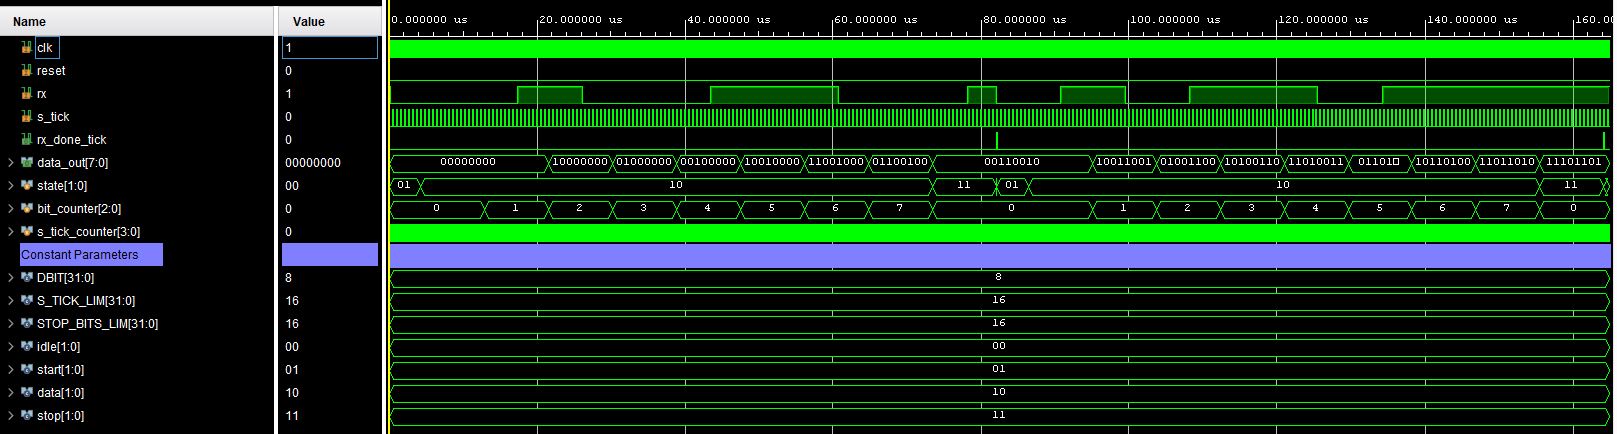 Name Value 0.000000 us 20.000000 us 40.000000 us 60.000000 us 80.000000 us 100.000000 us 120.000000 us 140.000000 us 160.
clk 1
reset 0
rx 1
s_tick 0
rx_done_tick 0
data_out[7:0] 00000000 00000000 10000000 01000000 00100000 10010000 11001000 01100100 00110010 10011001 01001100 10100110 11010011 01101□ 10110100 11011010 11101101
state[1:0] 00 01 10 11 01 10 11
bit_counter[2:0] 0 0 1 2 3 4 5 6 7 0 1 2 3 4 5 6 7 0
s_tick_counter[3:0] 0
Constant Parameters
DBIT[31:0] 8 8
S_TICK_LIM[31:0] 16 16
STOP_BITS_LIM[31:0] 16 16
idle[1:0] 00 00
start[1:0] 01 01
data[1:0] 10 10
stop[1:0] 11 11